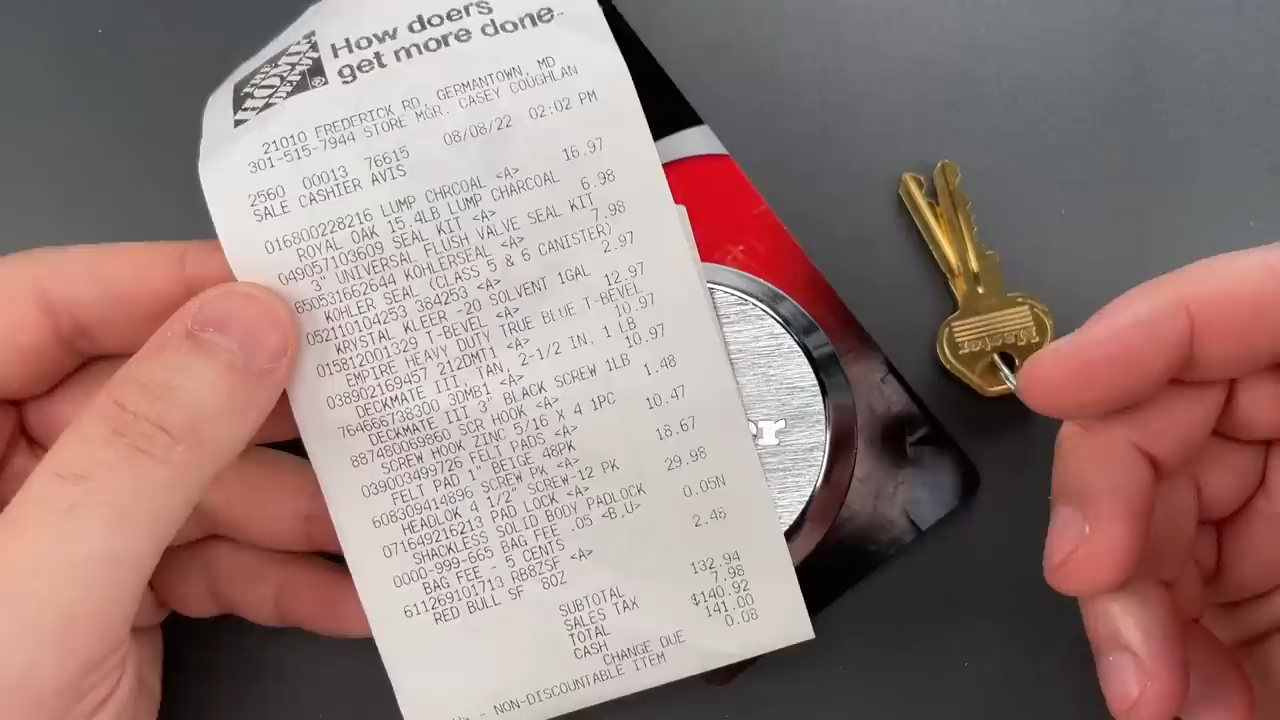 THE HOME DEPOT ®
How doers
get more done™
21010 FREDERICK RD, GERMANTOWN, MD
301-515-7944 STORE MGR. CASEY COUGHLAN
2560 00013 76615 08/08/22 02:02 PM
SALE CASHIER AVIS
016800228216 LUMP CHRCOAL <A> 16.97
ROYAL OAK 15.4LB LUMP CHARCOAL
049057103609 SEAL KIT <A> 6.98
3" UNIVERSAL FLUSH VALVE SEAL KIT
650531662644 KOHLERSEAL <A> 7.98
KOHLER SEAL (CLASS 5 & 6 CANISTER)
052110104253 384253 <A> 2.97
KRYSTAL KLEER -20 SOLVENT 1GAL
015812001329 T-BEVEL <A> 12.97
EMPIRE HEAVY DUTY TRUE BLUE T-BEVEL
038902169457 212DMT1 <A> 10.97
DECKMATE III, TAN, 2-1/2 IN, 1 LB
764666736300 3DMB1 <A> 10.97
DECKMATE III 3' BLACK SCREW 1LB
887480069860 SCR HOOK <A> 1.48
SCREW HOOK ZINC 5/16 X 4 1PC
039003499726 FELT PADS <A> 10.47
FELT PAD 1" BEIGE 48PK
608309414896 SCREW PK <A> 18.67
HEADLOK 4 1/2" SCREW-12 PK
071649216213 PAD LOCK <A> 29.98
SHACKLESS SOLID BODY PADLOCK
0000-999-665 BAG FEE .05 <B,U> 0.05N
BAG FEE - 5 CENTS
611269101713 RB8ZSF <A> 2.48
RED BULL SF 8OZ
SUBTOTAL 132.94
SALES TAX 7.98
TOTAL $140.92
CASH 141.00
CHANGE DUE 0.08
- NON-DISCOUNTABLE ITEM
er
Master